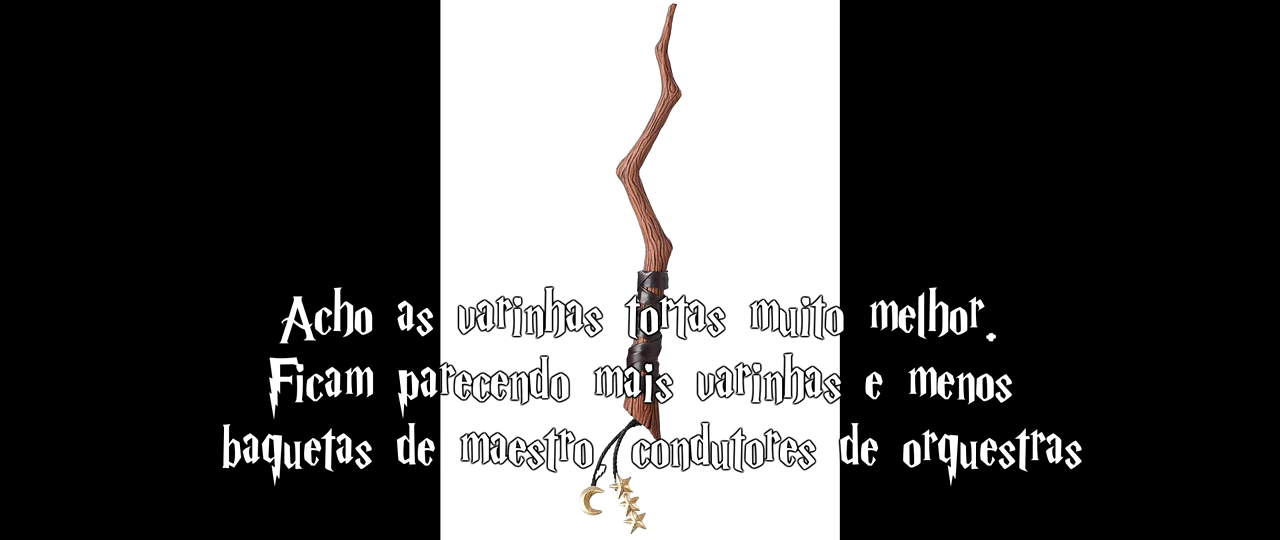 Acho as varinhas tortas muito melhor.
Ficam parecendo mais varinhas e menos
baquetas de maestro condutores de orquestras